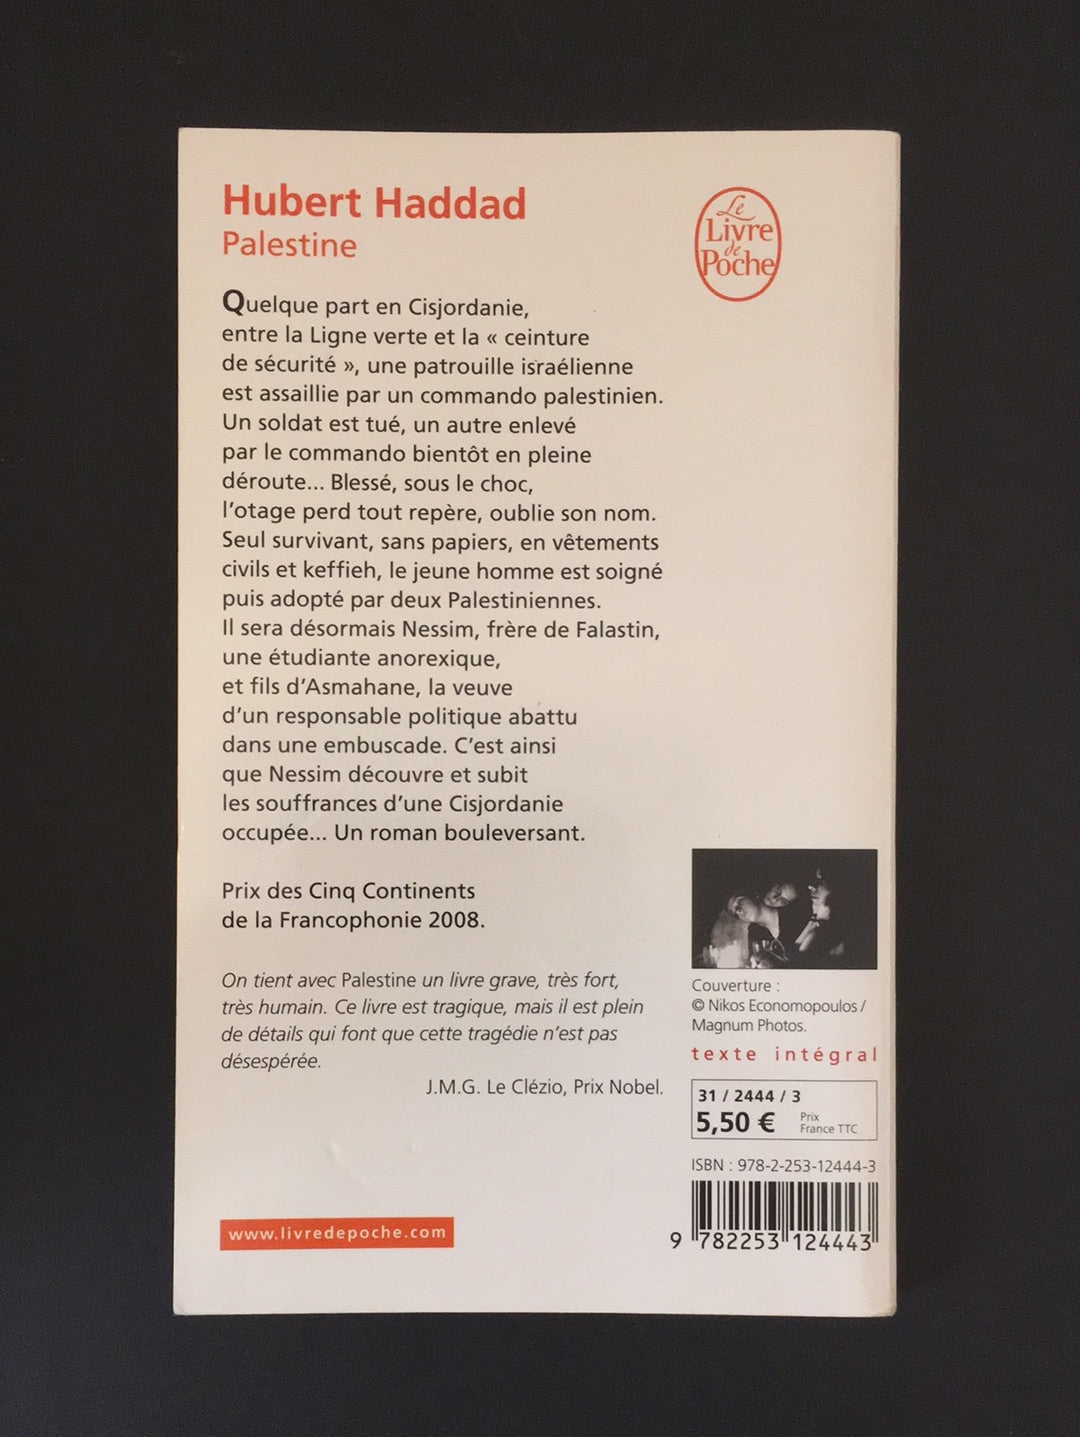 Hubert Haddad
Palestine
Le
Livre
de
Poche
Quelque part en Cisjordanie,
entre la Ligne verte et la « ceinture
de sécurité », une patrouille israélienne
est assaillie par un commando palestinien.
Un soldat est tué, un autre enlevé
par le commando bientôt en pleine
déroute... Blessé, sous le choc,
l'otage perd tout repère, oublie son nom.
Seul survivant, sans papiers, en vêtements
civils et keffieh, le jeune homme est soigné
puis adopté par deux Palestiniennes.
Il sera désormais Nessim, frère de Falastin,
une étudiante anorexique,
et fils d'Asmahane, la veuve
d'un responsable politique abattu
dans une embuscade. C'est ainsi
que Nessim découvre et subit
les souffrances d'une Cisjordanie
occupée... Un roman bouleversant.
Prix des Cinq Continents
de la Francophonie 2008.
On tient avec Palestine un livre grave, très fort,
très humain. Ce livre est tragique, mais il est plein
de détails qui font que cette tragédie n'est pas
désespérée.
J.M.G. Le Clézio, Prix Nobel.
www.livredepoche.com
Couverture :
© Nikos Economopoulos /
Magnum Photos.
texte intégral
31 / 2444 / 3
5,50 € Prix
France TTC
ISBN : 978-2-253-12444-3
9 782253 124443